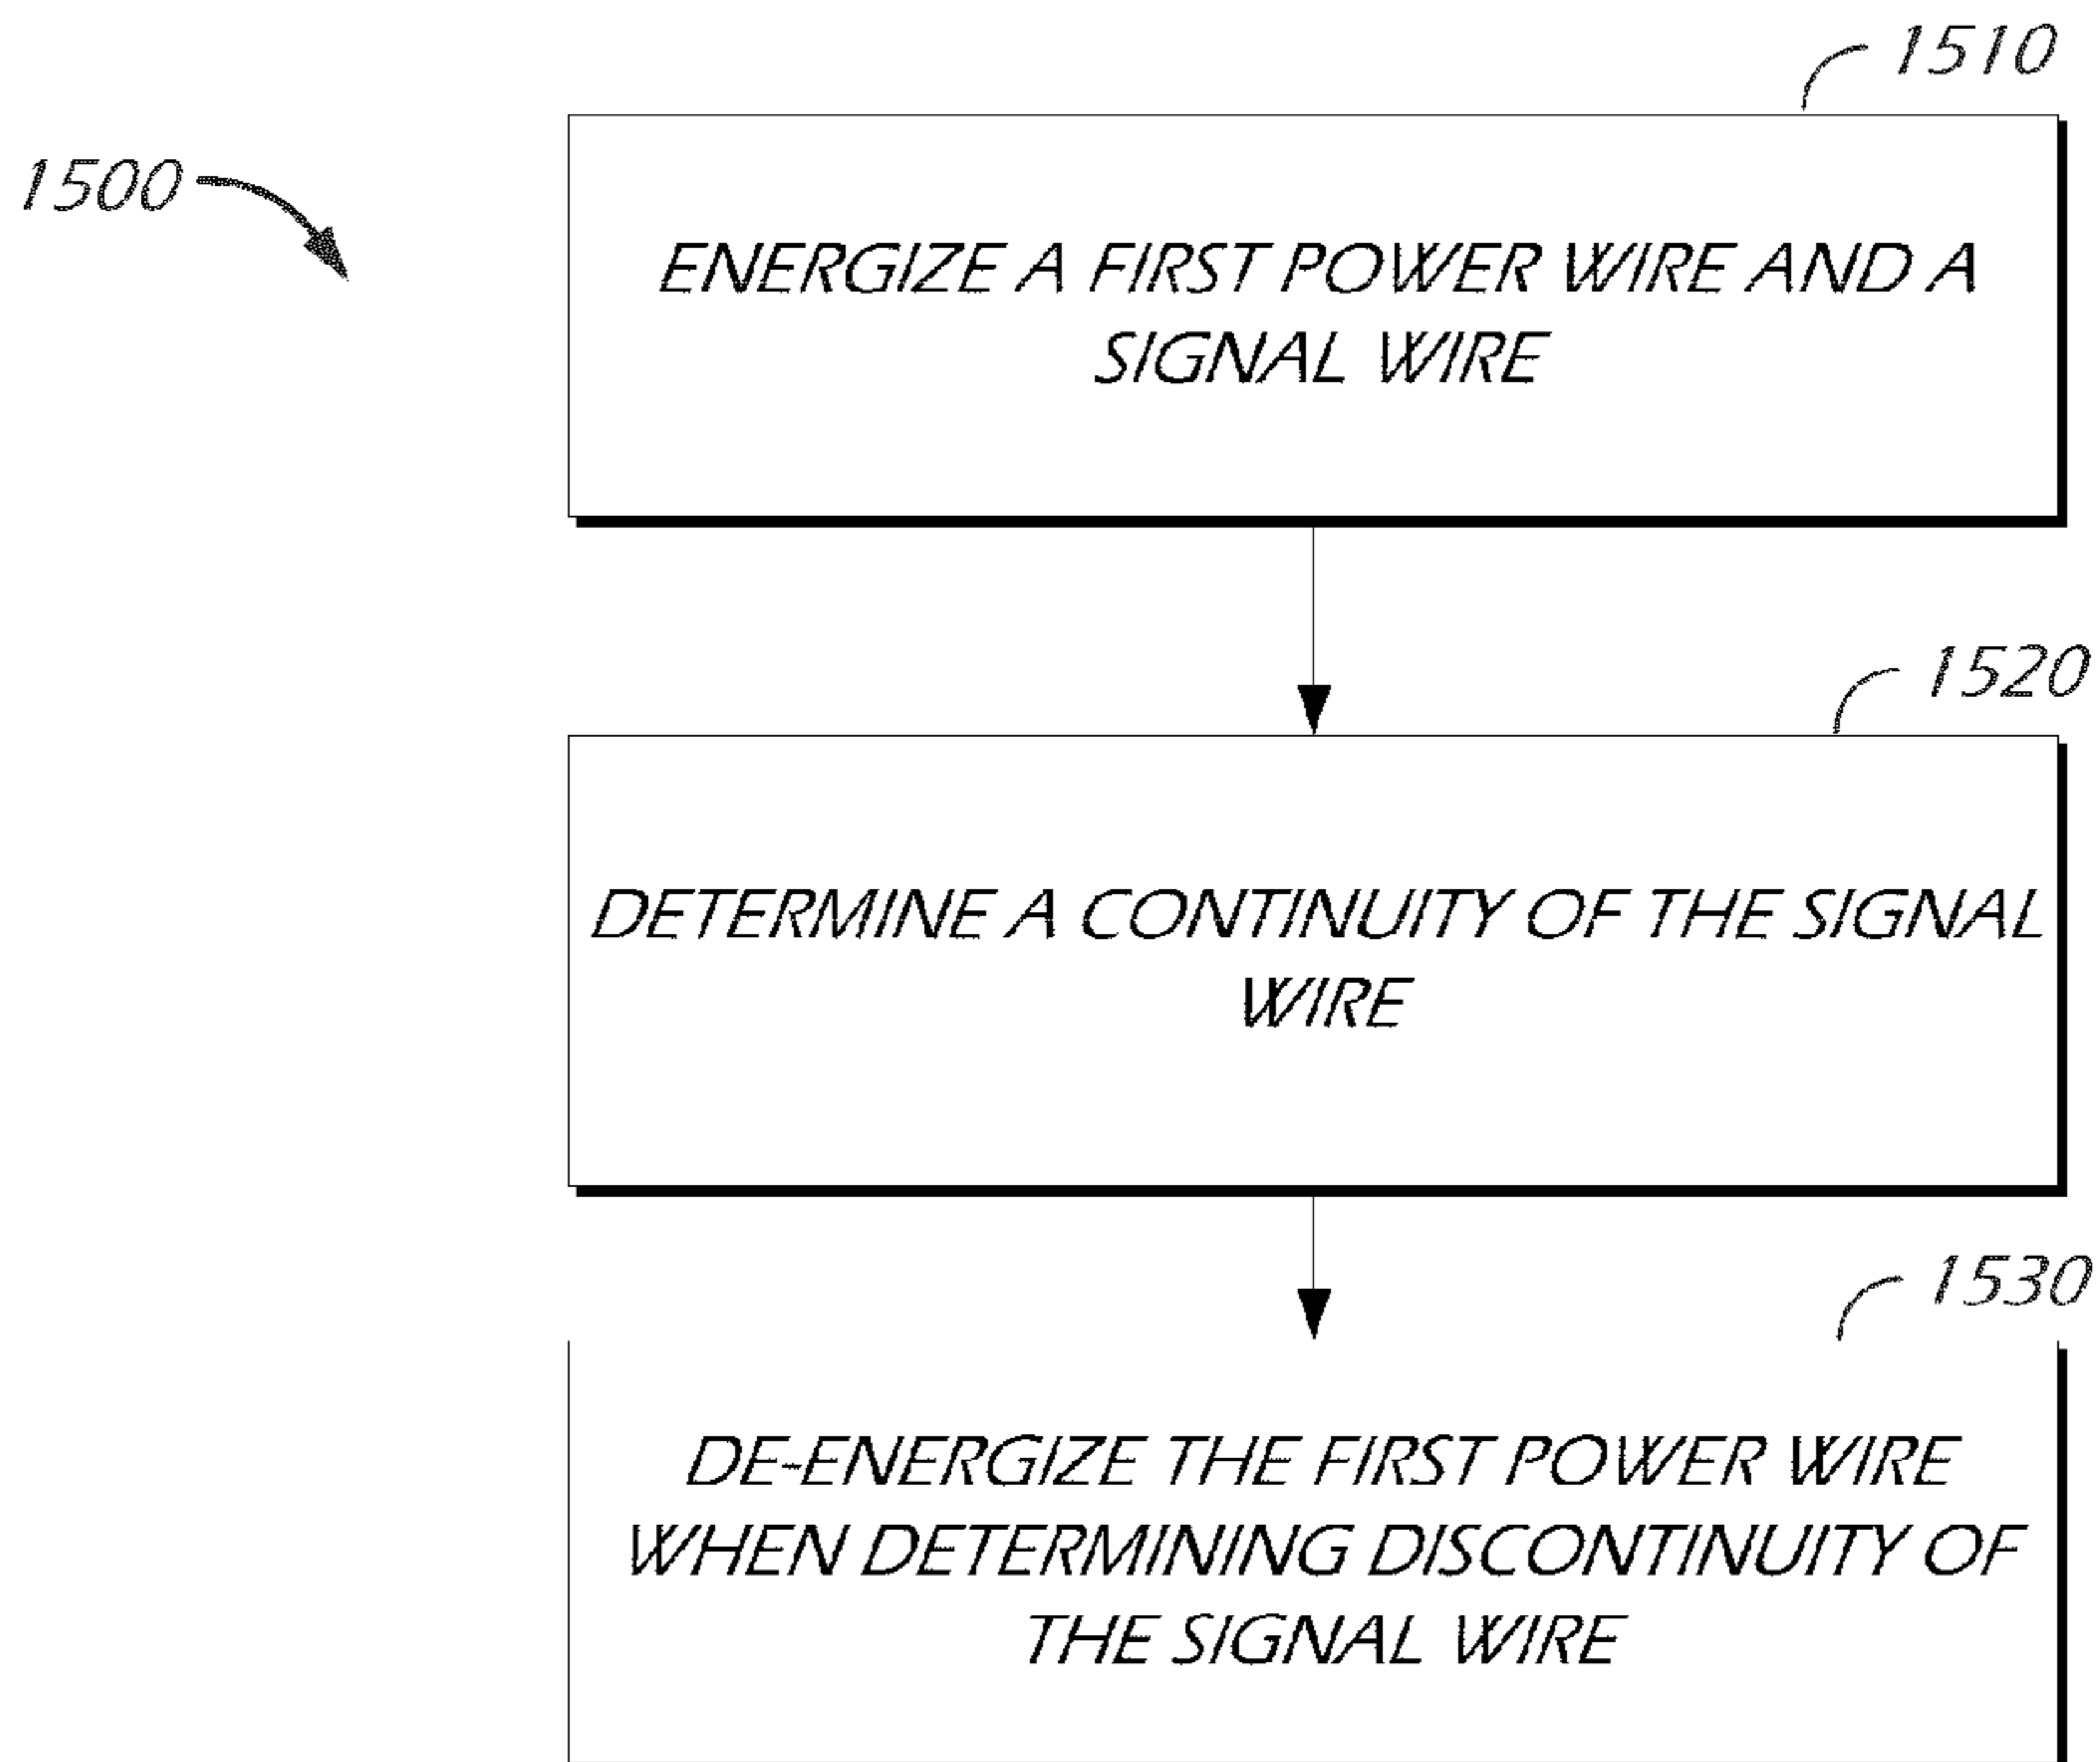 1510
1500
ENERGIZE A FIRST POWER WIRE AND A
SIGNAL WIRE
1520
DETERMINE A CONTINUITY OF THE SIGNAL
WIRE
1530
DE-ENERGIZE THE FIRST POWER WIRE
WHEN DETERMINING DISCONTINUITY OF
THE SIGNAL WIRE